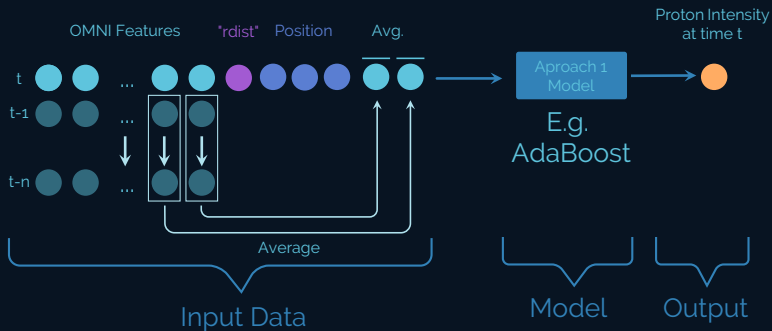 Proton Intensity
at time t
OMNI Features
"rdist"
Position
Avg.
t
...
Aproach 1
Model
t-1
...
E.g.
AdaBoost
t-n
...
Average
Input Data
Model
Output